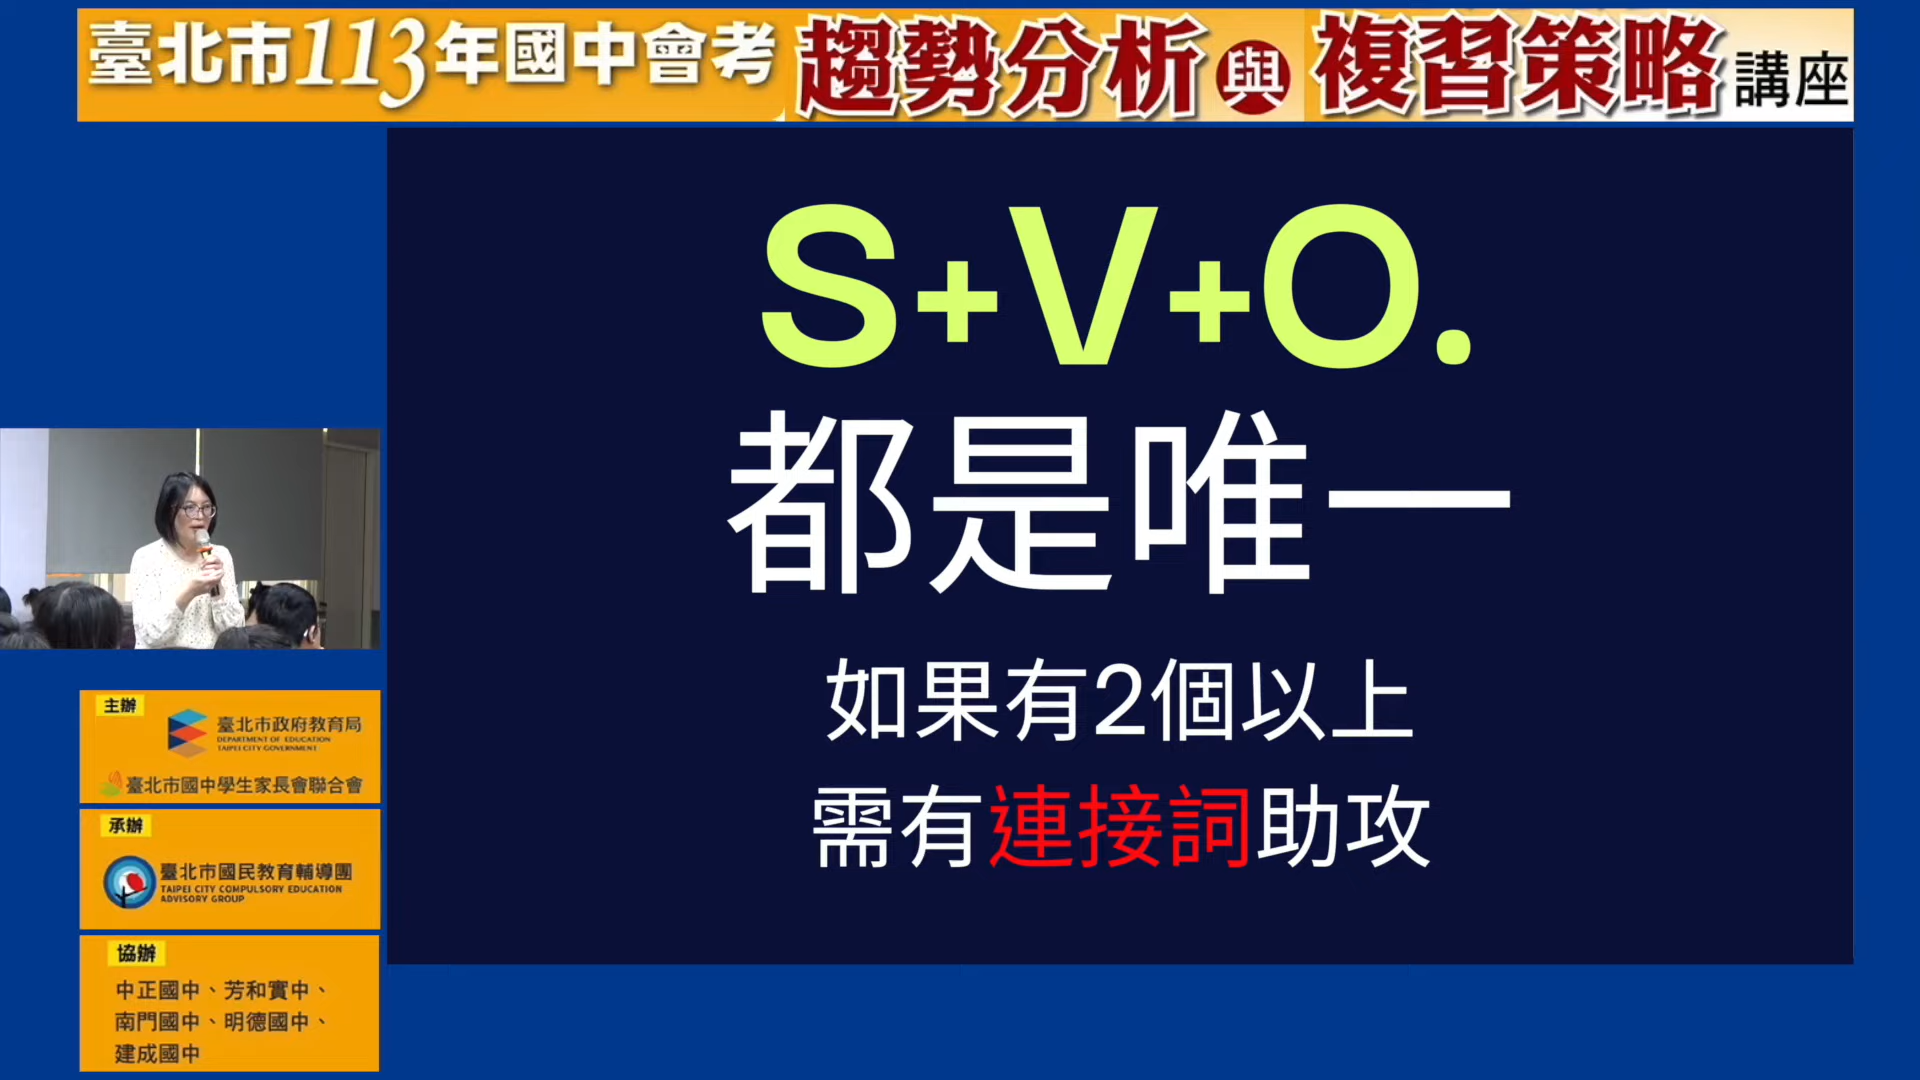 臺北市113年國中會考 趨勢分析與複習策略講座
S+V+O.
都是唯一
如果有2個以上
需有連接詞助攻
主辦
臺北市政府教育局
DEPARTMENT OF EDUCATION
TAIPEI CITY GOVERNMENT
臺北市國中學生家長會聯合會
承辦
臺北市國民教育輔導團
TAIPEI CITY COMPULSORY EDUCATION
ADVISORY GROUP
協辦
中正國中、芳和實中、
南門國中、明德國中、
建成國中